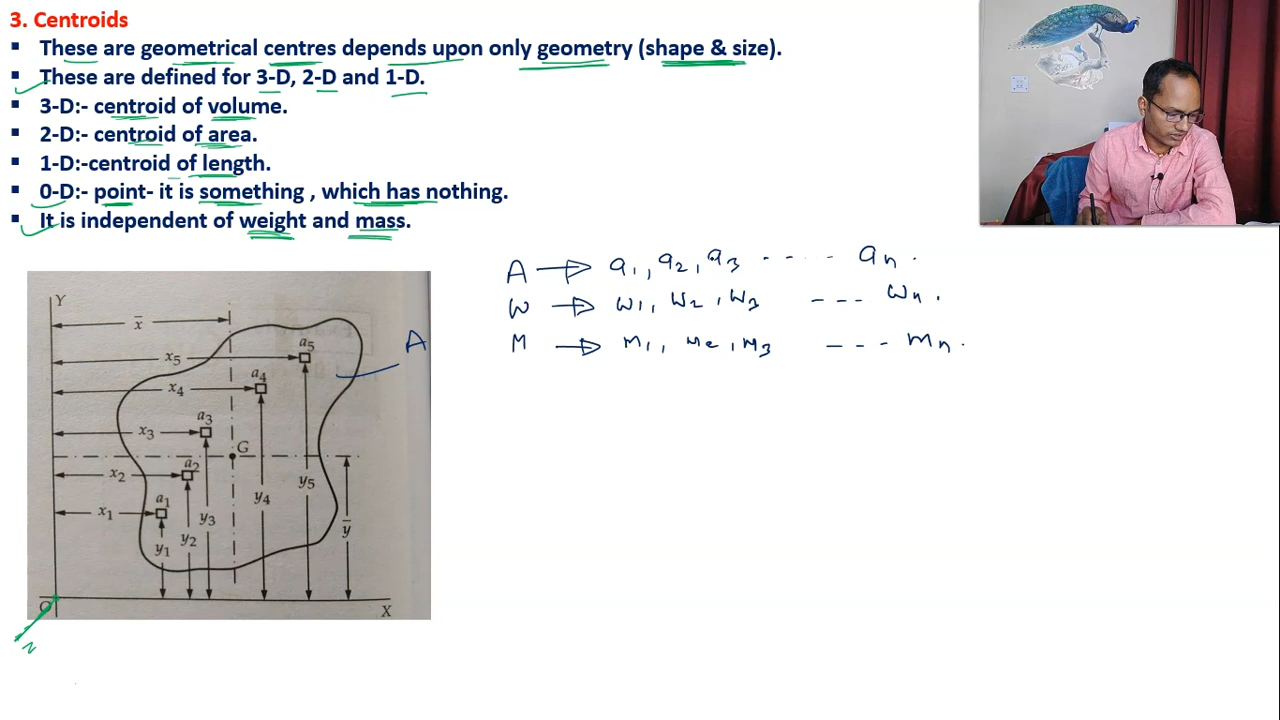 3. Centroids
▪ These are geometrical centres depends upon only geometry (shape & size).
▪ These are defined for 3-D, 2-D and 1-D.
▪ 3-D:- centroid of volume.
▪ 2-D:- centroid of area.
▪ 1-D:-centroid of length.
▪ 0-D:- point- it is something , which has nothing.
▪ It is independent of weight and mass.
A → a1, a2, a3 ----- an.
W → w1, w2, w3 --- wn.
M → m1, m2, m3 --- mn.
Y
x̄
A
a5
x5
a4
x4
a3
x3
G
a2
x2
y5
a1
y4
x1
y3
ȳ
y2
y1
O
X
z